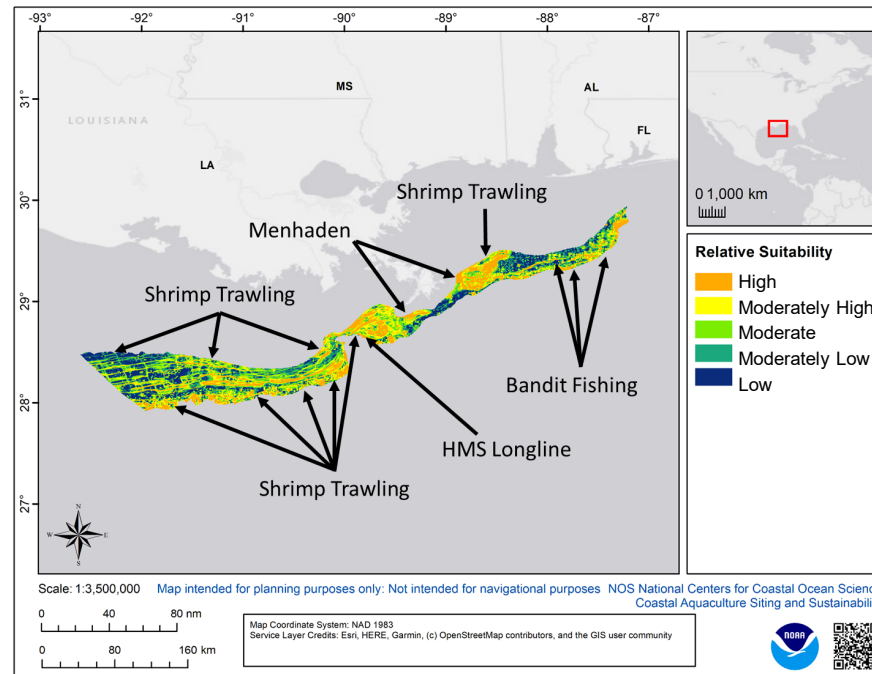 -93° -92° -91° -90° -89° -88° -87°
31°
30°
29°
28°
27°
LOUISIANA
MS
AL
FL
LA
Shrimp Trawling
Menhaden
Shrimp Trawling
Bandit Fishing
HMS Longline
Shrimp Trawling
N
W E
S
0 1,000 km
Relative Suitability
High
Moderately High
Moderate
Moderately Low
Low
Scale: 1:3,500,000 Map intended for planning purposes only: Not intended for navigational purposes NOS National Centers for Coastal Ocean Scienc
Coastal Aquaculture Siting and Sustainabili
0 40 80 nm
0 80 160 km
Map Coordinate System: NAD 1983
Service Layer Credits: Esri, HERE, Garmin, (c) OpenStreetMap contributors, and the GIS user community
NOAA